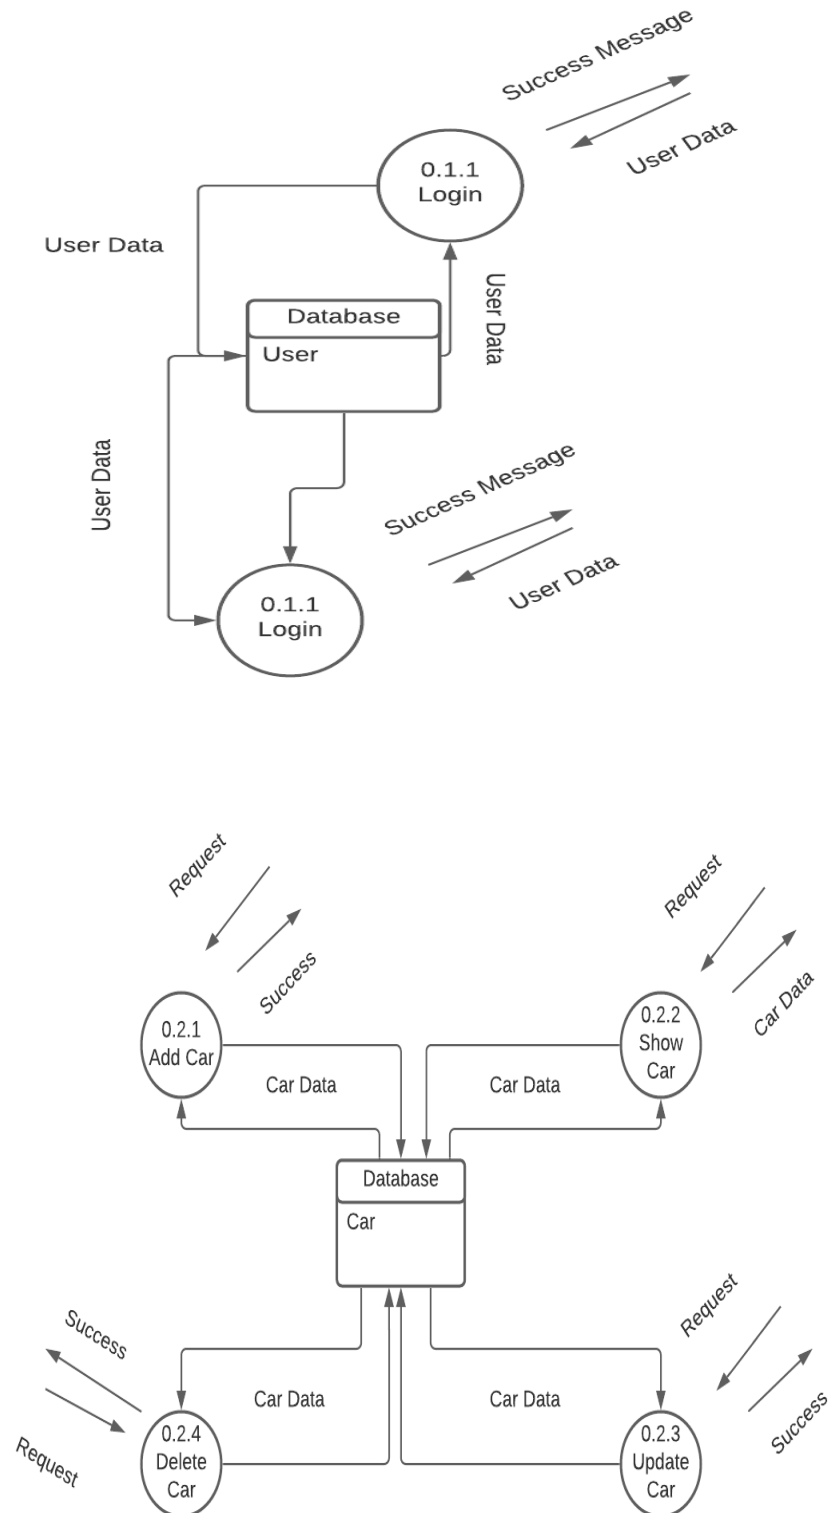 Success Message
User Data
0.1.1
Login
User Data
User Data
Database
User
User Data
Success Message
User Data
0.1.1
Login
Request
Success
Request
Car Data
0.2.1
Add Car
0.2.2
Show
Car
Car Data
Car Data
Database
Car
Success
Request
Request
Success
Car Data
Car Data
0.2.4
Delete
Car
0.2.3
Update
Car